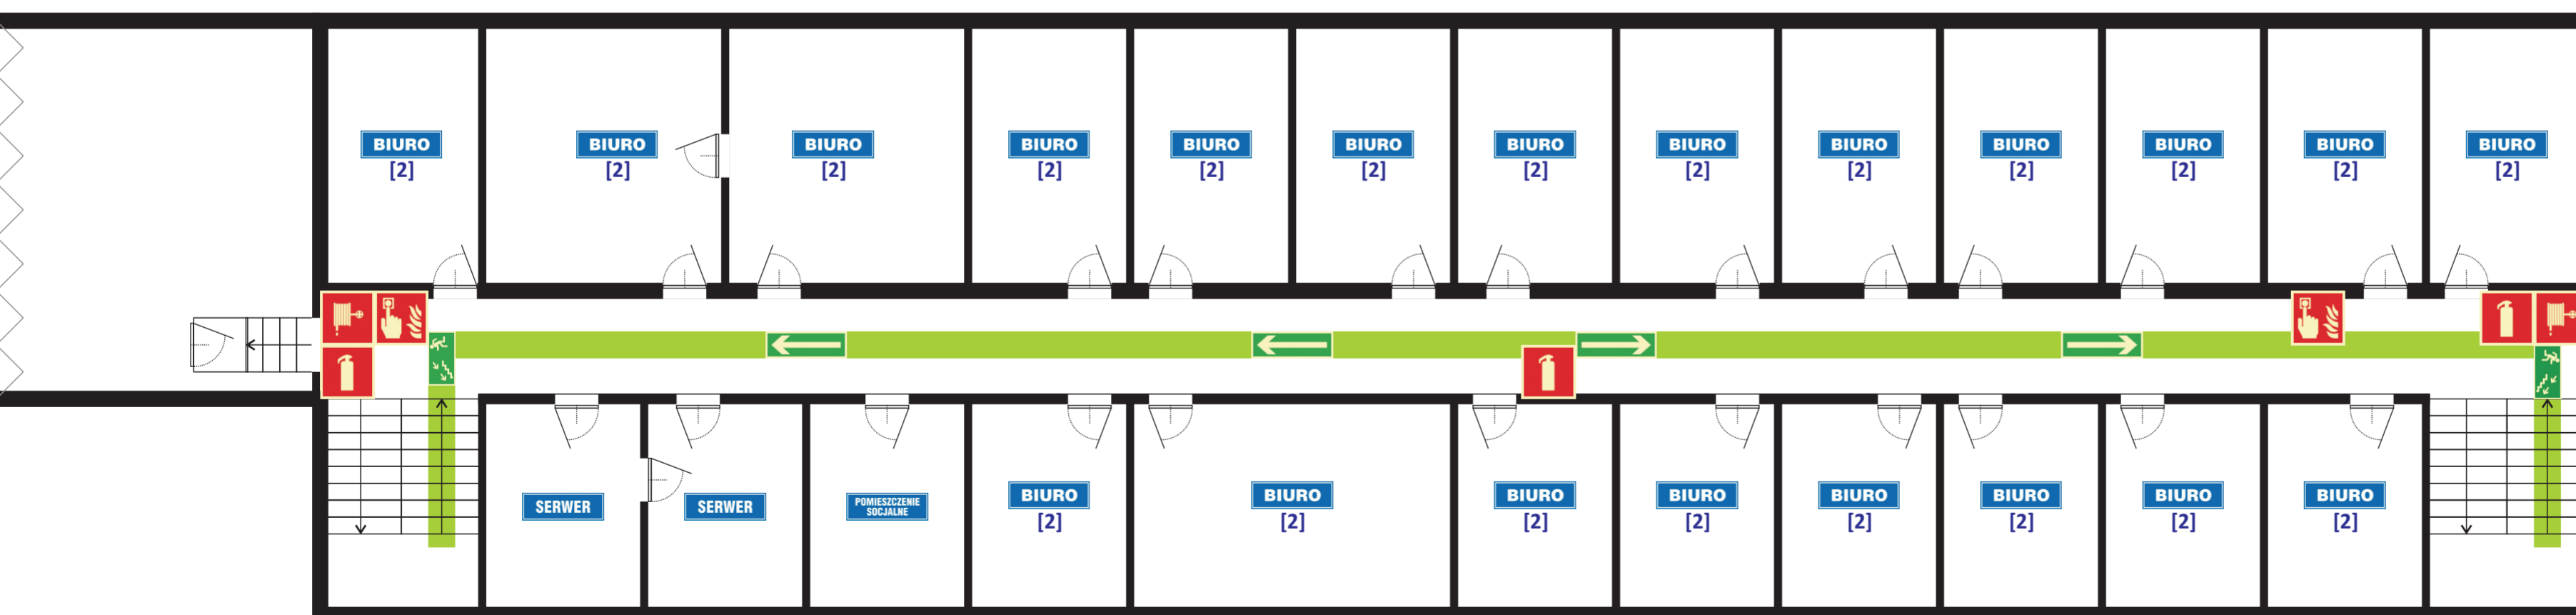 BIURO BIURO BIURO BIURO BIURO BIURO BIURO BIURO BIURO BIURO BIURO BIURO BIURO
[2] [2] [2] [2] [2] [2] [2] [2] [2] [2] [2] [2] [2]
SERWER SERWER POMIESZCZENIE SOCJALNE BIURO BIURO BIURO BIURO BIURO BIURO BIURO BIURO
[2] [2] [2] [2] [2] [2] [2] [2]